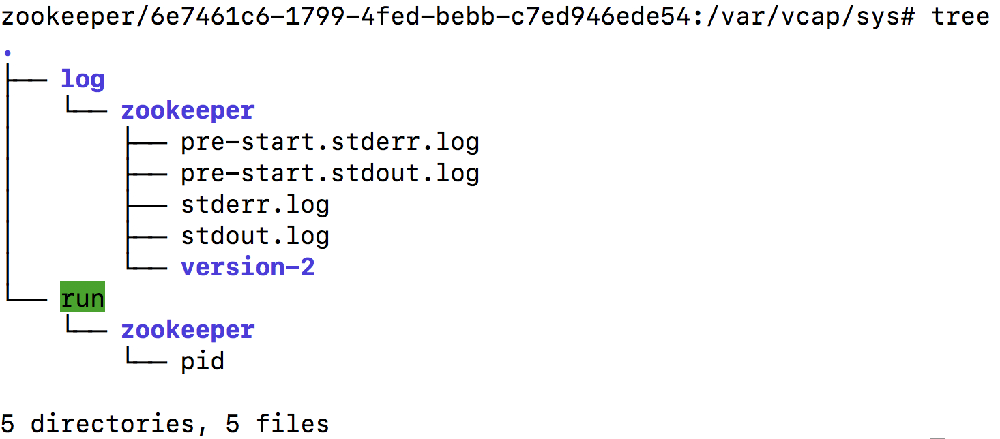 zookeeper/6e7461c6-1799-4fed-bebb-c7ed946ede54:/var/vcap/sys# tree
.
├── log
│   └── zookeeper
│       ├── pre-start.stderr.log
│       ├── pre-start.stdout.log
│       ├── stderr.log
│       ├── stdout.log
│       └── version-2
└── run
    └── zookeeper
        └── pid

5 directories, 5 files